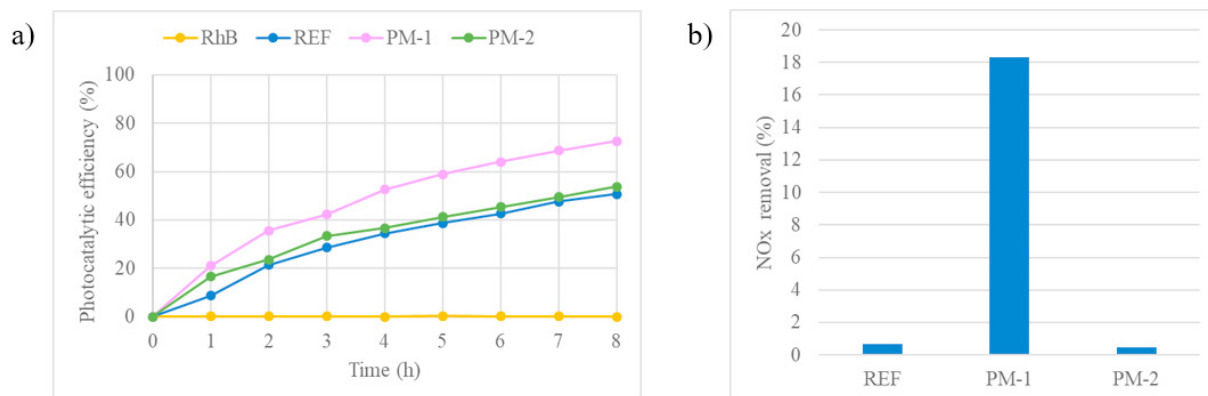 a)
RhB REF PM-1 PM-2
Photocatalytic efficiency (%)
100
80
60
40
20
0
0 1 2 3 4 5 6 7 8
Time (h)
b)
NOx removal (%)
20
18
16
14
12
10
8
6
4
2
0
REF PM-1 PM-2